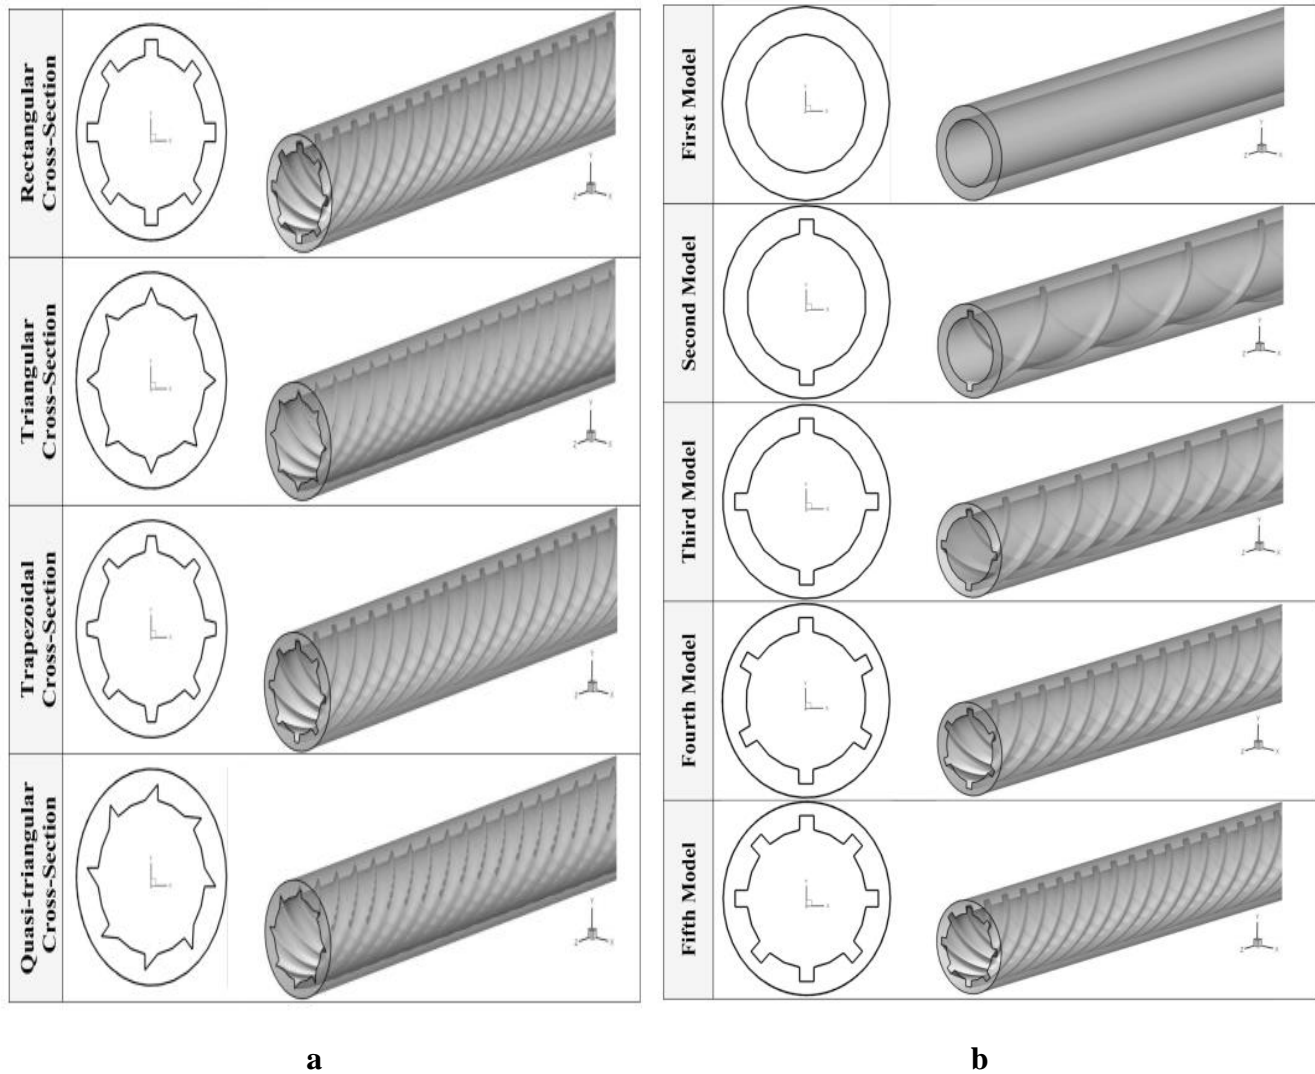 Rectangular
Cross-Section
Triangular
Cross-Section
Trapezoidal
Cross-Section
Quasi-triangular
Cross-Section
a
First Model
Second Model
Third Model
Fourth Model
Fifth Model
b